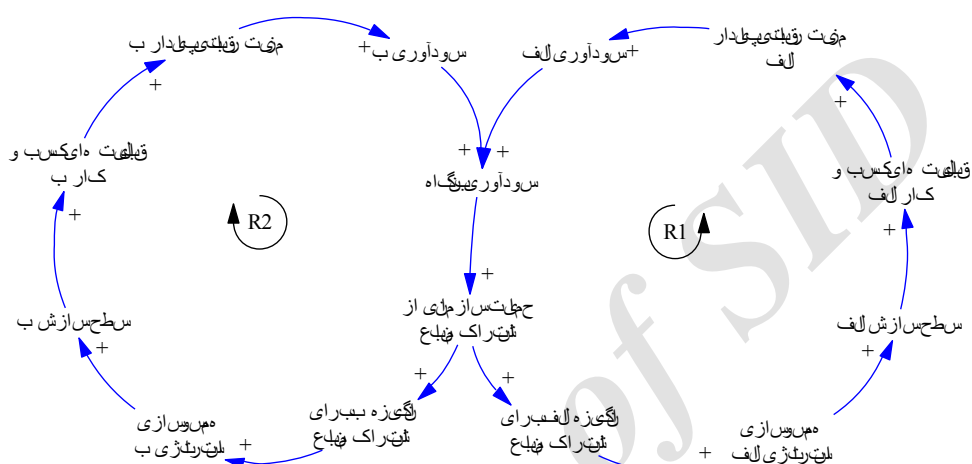 مزیت رقابتی پایدار ب
سودآوری ب
+
سودآوری الف
+
مزیت رقابتی پایدار
الف
+
+
قابلیت های کسب و
کار ب
+
+
سودآوری بنگاه
قابلیت های کسب و
کار الف
R2
R1
+
+
+
حمایت سازمانی از
اشتراک منابع
سطح سازش ب
+
سطح سازش الف
+
+
+
انگیزه ب برای
اشتراک منابع
انگیزه الف برای
اشتراک منابع
همسوسازی
استراتژی ب
+
همسوسازی
استراتژی الف
+
of SID